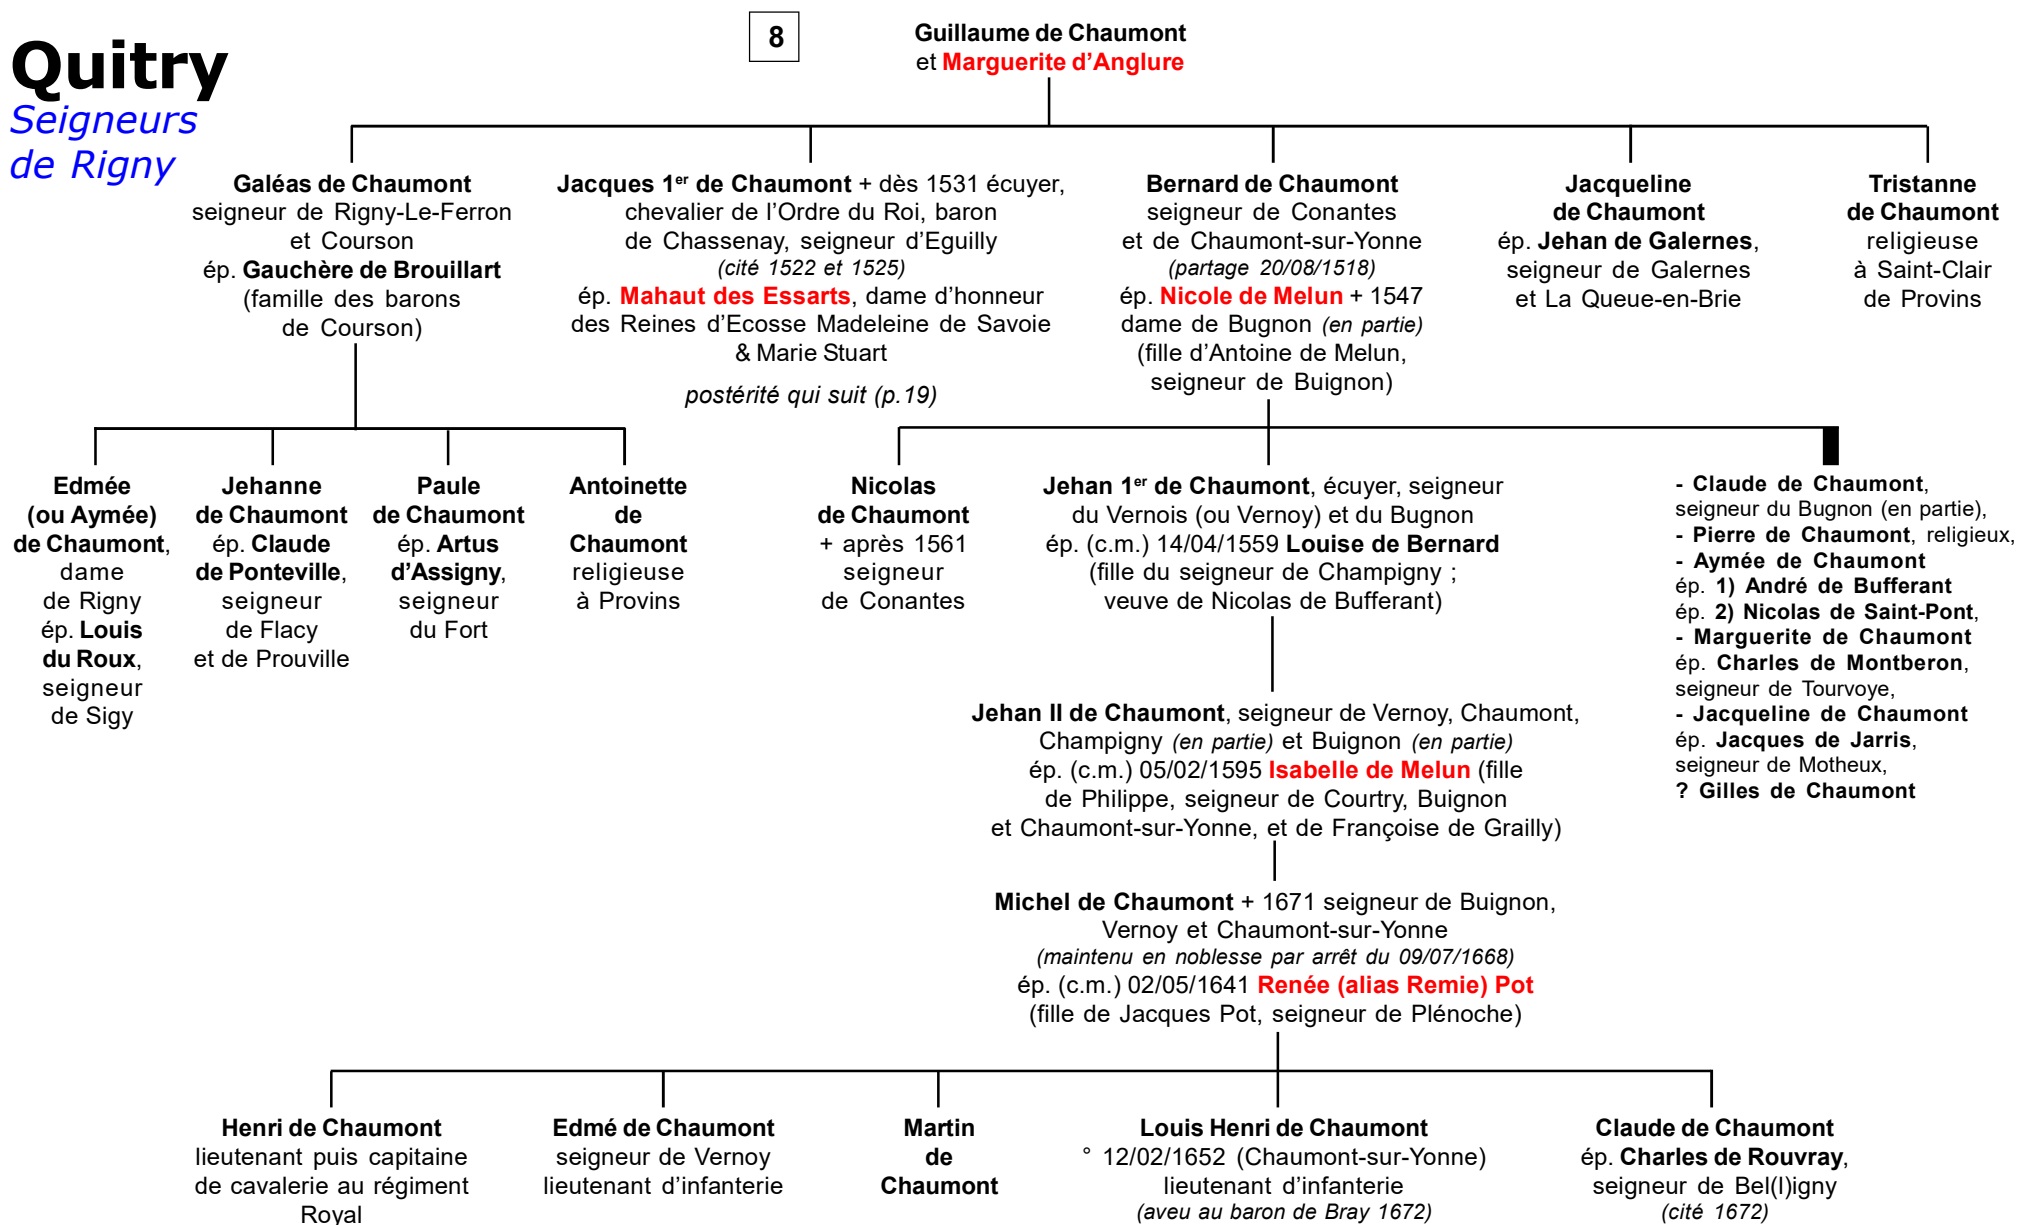 Quitry
Seigneurs
de Rigny
8
Guillaume de Chaumont
et Marguerite d'Anglure
Galéas de Chaumont
seigneur de Rigny-Le-Ferron
et Courson
ép. Gauchère de Brouillart
(famille des barons
de Courson)
Jacques 1er de Chaumont + dès 1531 écuyer,
chevalier de l'Ordre du Roi, baron
de Chassenay, seigneur d'Eguilly
(cité 1522 et 1525)
ép. Mahaut des Essarts, dame d'honneur
des Reines d'Ecosse Madeleine de Savoie
& Marie Stuart
postérité qui suit (p.19)
Bernard de Chaumont
seigneur de Conantes
et de Chaumont-sur-Yonne
(partage 20/08/1518)
ép. Nicole de Melun + 1547
dame de Bugnon (en partie)
(fille d'Antoine de Melun,
seigneur de Buignon)
Jacqueline
de Chaumont
ép. Jehan de Galernes,
seigneur de Galernes
et La Queue-en-Brie
Tristanne
de Chaumont
religieuse
à Saint-Clair
de Provins
Edmée
(ou Aymée)
de Chaumont,
dame
de Rigny
ép. Louis
du Roux,
seigneur
de Sigy
Jehanne
de Chaumont
ép. Claude
de Ponteville,
seigneur
de Flacy
et de Prouville
Paule
de Chaumont
ép. Artus
d'Assigny,
seigneur
du Fort
Antoinette
de
Chaumont
religieuse
à Provins
Nicolas
de Chaumont
+ après 1561
seigneur
de Conantes
Jehan 1er de Chaumont, écuyer, seigneur
du Vernois (ou Vernoy) et du Bugnon
ép. (c.m.) 14/04/1559 Louise de Bernard
(fille du seigneur de Champigny ;
veuve de Nicolas de Bufferant)
- Claude de Chaumont,
seigneur du Bugnon (en partie),
- Pierre de Chaumont, religieux,
- Aymée de Chaumont
ép. 1) André de Bufferant
ép. 2) Nicolas de Saint-Pont,
- Marguerite de Chaumont
ép. Charles de Montberon,
seigneur de Tourvoye,
- Jacqueline de Chaumont
ép. Jacques de Jarris,
seigneur de Motheux,
? Gilles de Chaumont
Jehan II de Chaumont, seigneur de Vernoy, Chaumont,
Champigny (en partie) et Buignon (en partie)
ép. (c.m.) 05/02/1595 Isabelle de Melun (fille
de Philippe, seigneur de Courtry, Buignon
et Chaumont-sur-Yonne, et de Françoise de Grailly)
Michel de Chaumont + 1671 seigneur de Buignon,
Vernoy et Chaumont-sur-Yonne
(maintenu en noblesse par arrêt du 09/07/1668)
ép. (c.m.) 02/05/1641 Renée (alias Remie) Pot
(fille de Jacques Pot, seigneur de Plénoche)
Henri de Chaumont
lieutenant puis capitaine
de cavalerie au régiment
Royal
Edmé de Chaumont
seigneur de Vernoy
lieutenant d'infanterie
Martin
de
Chaumont
Louis Henri de Chaumont
° 12/02/1652 (Chaumont-sur-Yonne)
lieutenant d'infanterie
(aveu au baron de Bray 1672)
Claude de Chaumont
ép. Charles de Rouvray,
seigneur de Bel(l)igny
(cité 1672)